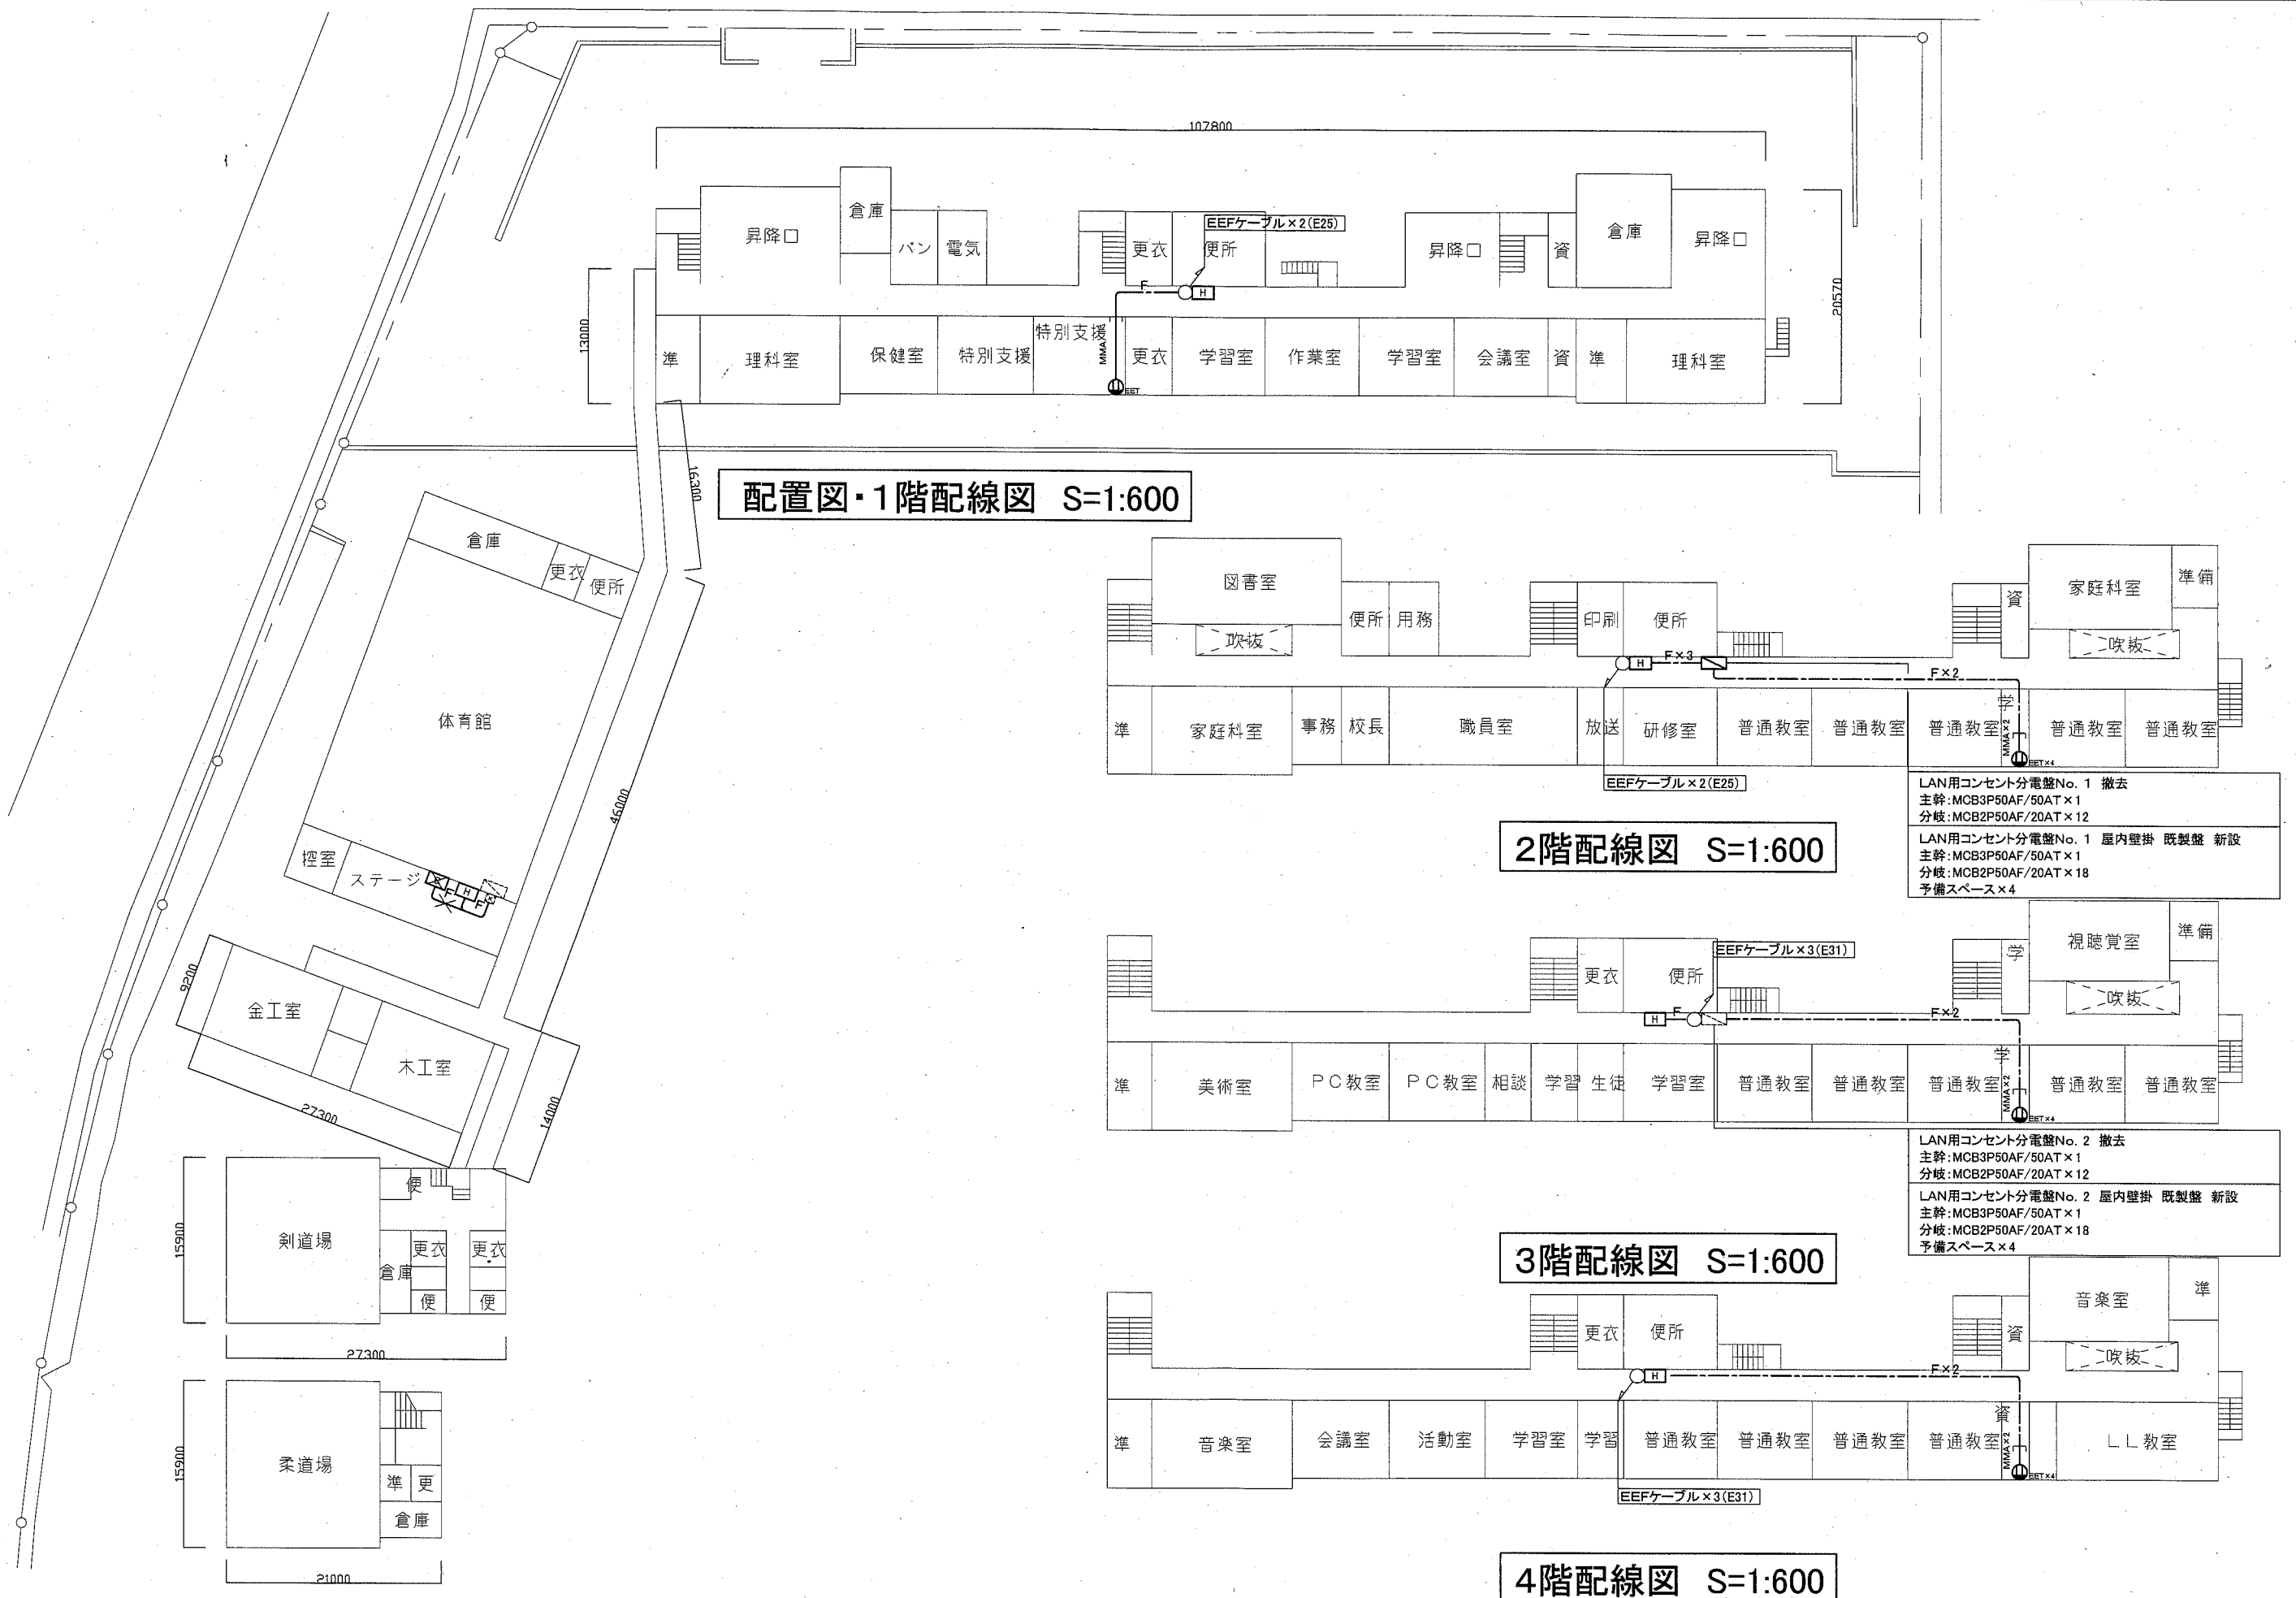 107800
倉庫
昇降口
パン
電気
更衣
便所
EEFケーブル×2(E25)
昇降口
資
倉庫
昇降口
F
H
13000
20570
準
理科室
保健室
特別支援
特別支援
MMA
EET
更衣
学習室
作業室
学習室
会議室
資
準
理科室
16300
配置図・1階配線図 S=1:600
倉庫
更衣
便所
体育館
46000
控室
ステージ
H
F
F
9200
金工室
木工室
27300
14000
15900
剣道場
便
更衣
更衣
倉庫
便
便
27300
15900
柔道場
準
更
倉庫
21000
図書室
吹抜
便所
用務
印刷
便所
資
家庭科室
準備
吹抜
H
F×3
F×2
準
家庭科室
事務
校長
職員室
放送
研修室
普通教室
普通教室
普通教室
学
MMA×2
EET×4
普通教室
普通教室
EEFケーブル×2(E25)
LAN用コンセント分電盤No. 1 撤去
主幹:MCB3P50AF/50AT×1
分岐:MCB2P50AF/20AT×12
LAN用コンセント分電盤No. 1 屋内壁掛 既製盤 新設
主幹:MCB3P50AF/50AT×1
分岐:MCB2P50AF/20AT×18
予備スペース×4
2階配線図 S=1:600
更衣
便所
EEFケーブル×3(E31)
学
視聴覚室
準備
吹抜
H
F
F×2
準
美術室
PC教室
PC教室
相談
学習
生徒
学習室
普通教室
普通教室
普通教室
学
MMA×2
EET×4
普通教室
普通教室
LAN用コンセント分電盤No. 2 撤去
主幹:MCB3P50AF/50AT×1
分岐:MCB2P50AF/20AT×12
LAN用コンセント分電盤No. 2 屋内壁掛 既製盤 新設
主幹:MCB3P50AF/50AT×1
分岐:MCB2P50AF/20AT×18
予備スペース×4
3階配線図 S=1:600
更衣
便所
資
音楽室
準
吹抜
H
F×2
準
音楽室
会議室
活動室
学習室
学習
普通教室
普通教室
普通教室
普通教室
資
MMA×2
EET×4
LL教室
EEFケーブル×3(E31)
4階配線図 S=1:600